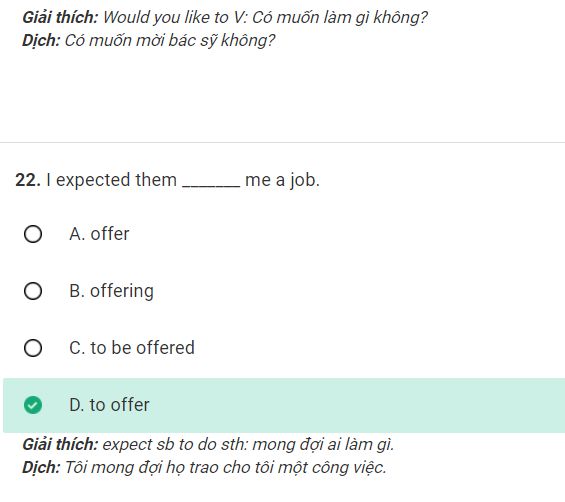 Giải thích: Would you like to V: Có muốn làm gì không?
Dịch: Có muốn mời bác sỹ không?
22. I expected them _______ me a job.
A. offer
B. offering
C. to be offered
D. to offer
Giải thích: expect sb to do sth: mong đợi ai làm gì.
Dịch: Tôi mong đợi họ trao cho tôi một công việc.